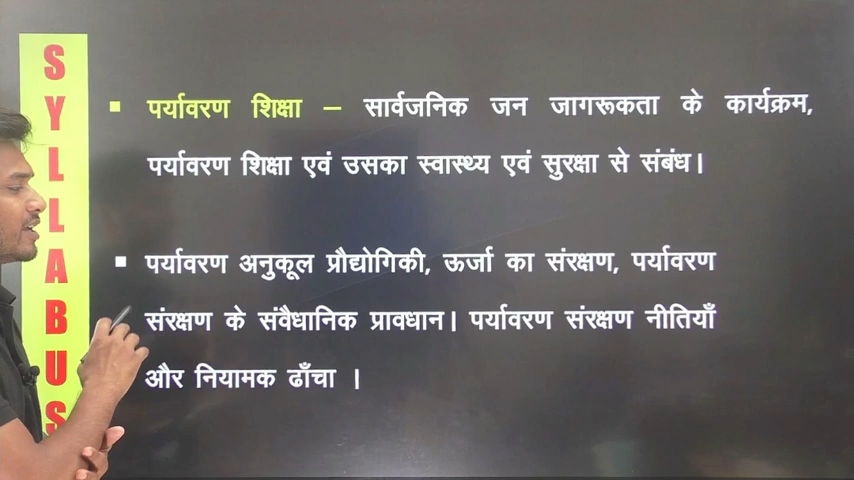 SYLLABUS
▪ पर्यावरण शिक्षा – सार्वजनिक जन जागरूकता के कार्यक्रम,
पर्यावरण शिक्षा एवं उसका स्वास्थ्य एवं सुरक्षा से संबंध।
▪ पर्यावरण अनुकूल प्रौद्योगिकी, ऊर्जा का संरक्षण, पर्यावरण
संरक्षण के संवैधानिक प्रावधान। पर्यावरण संरक्षण नीतियाँ
और नियामक ढाँचा ।